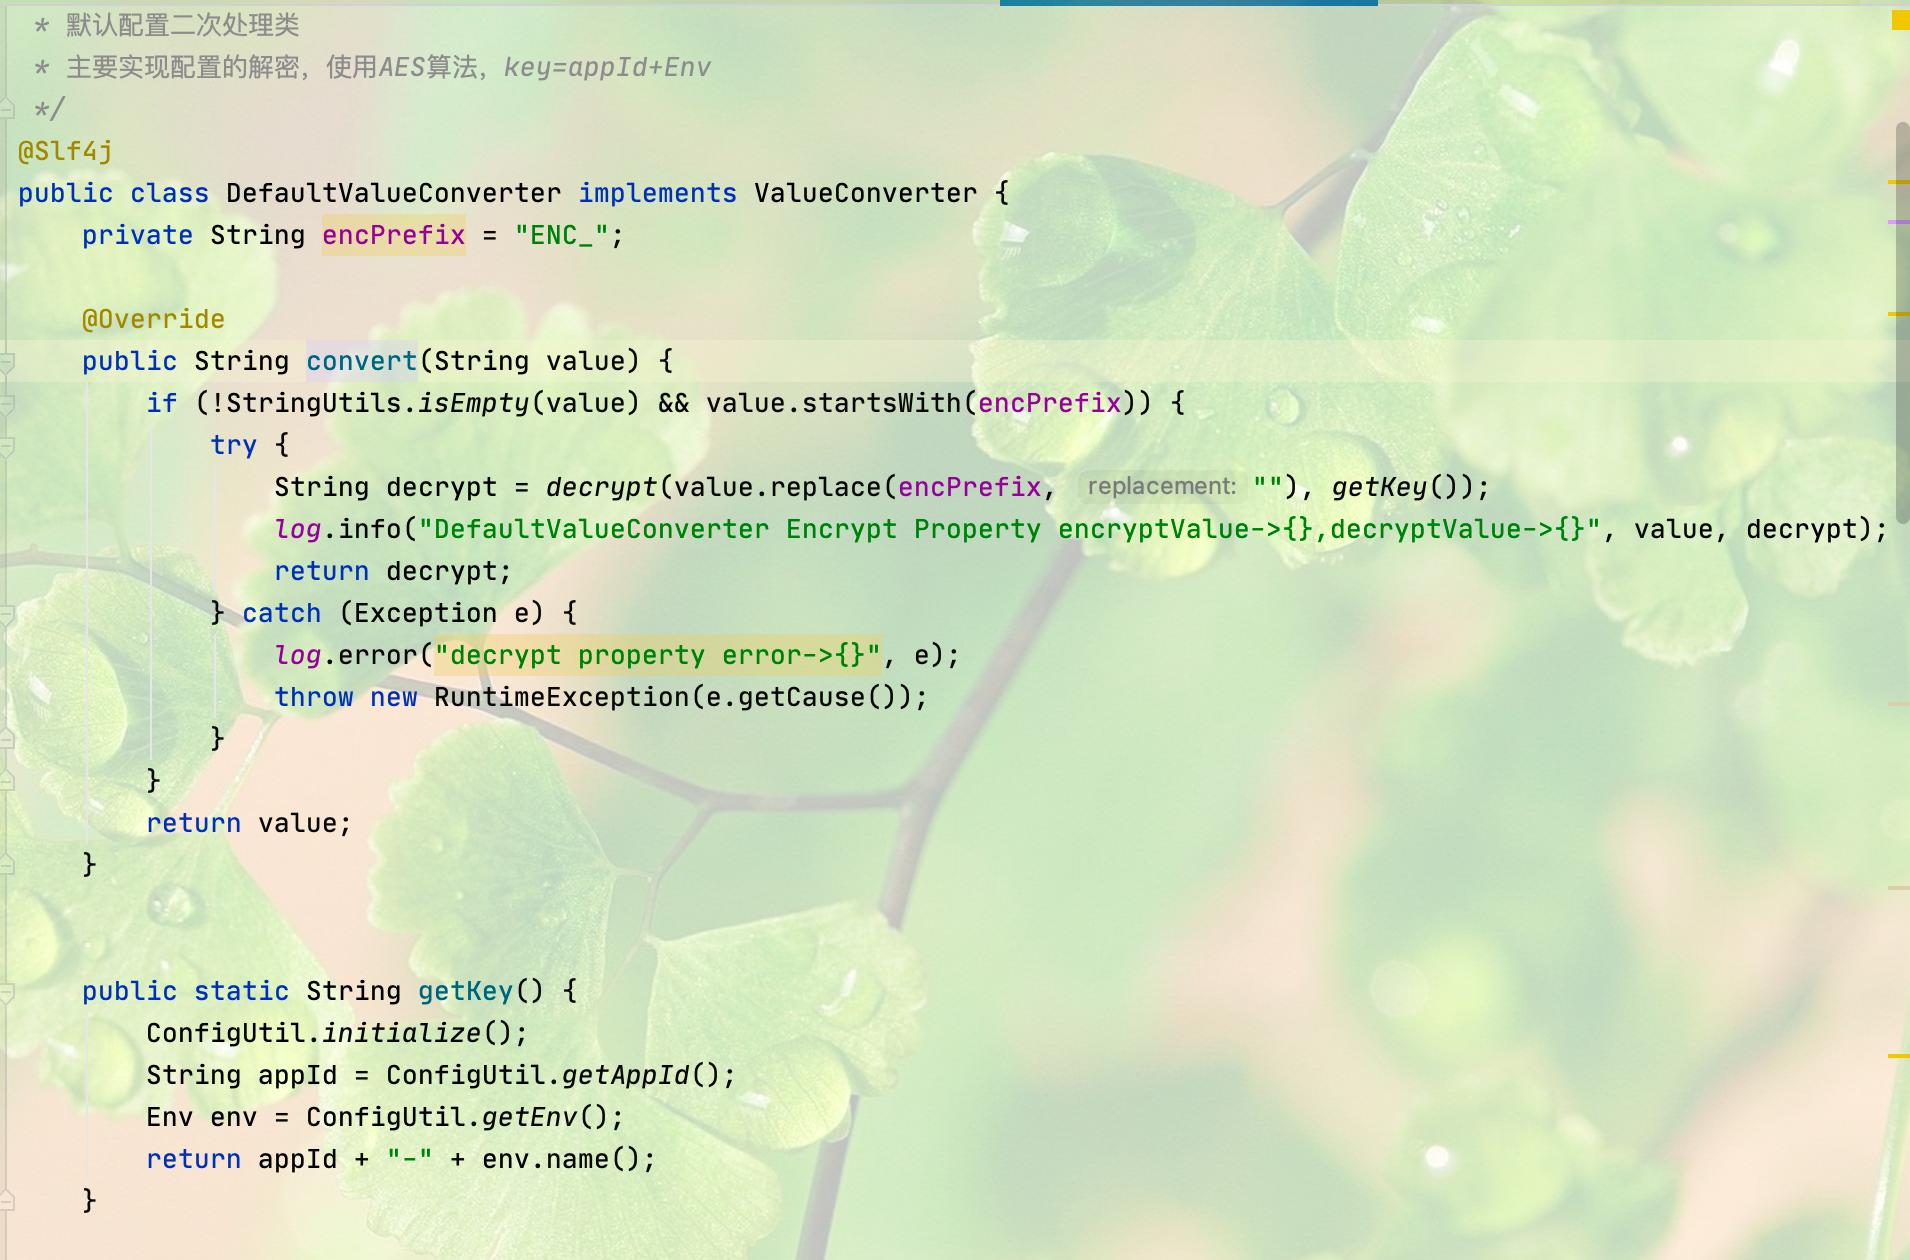 * 默认配置二次处理类
* 主要实现配置的解密，使用AES算法，key=appId+Env
*/
@Slf4j
public class DefaultValueConverter implements ValueConverter {
    private String encPrefix = "ENC_";

    @Override
    public String convert(String value) {
        if (!StringUtils.isEmpty(value) && value.startsWith(encPrefix)) {
            try {
                String decrypt = decrypt(value.replace(encPrefix, replacement: ""), getKey());
                log.info("DefaultValueConverter Encrypt Property encryptValue->{},decryptValue->{}", value, decrypt);
                return decrypt;
            } catch (Exception e) {
                log.error("decrypt property error->{}", e);
                throw new RuntimeException(e.getCause());
            }
        }
        return value;
    }

    public static String getKey() {
        ConfigUtil.initialize();
        String appId = ConfigUtil.getAppId();
        Env env = ConfigUtil.getEnv();
        return appId + "-" + env.name();
    }